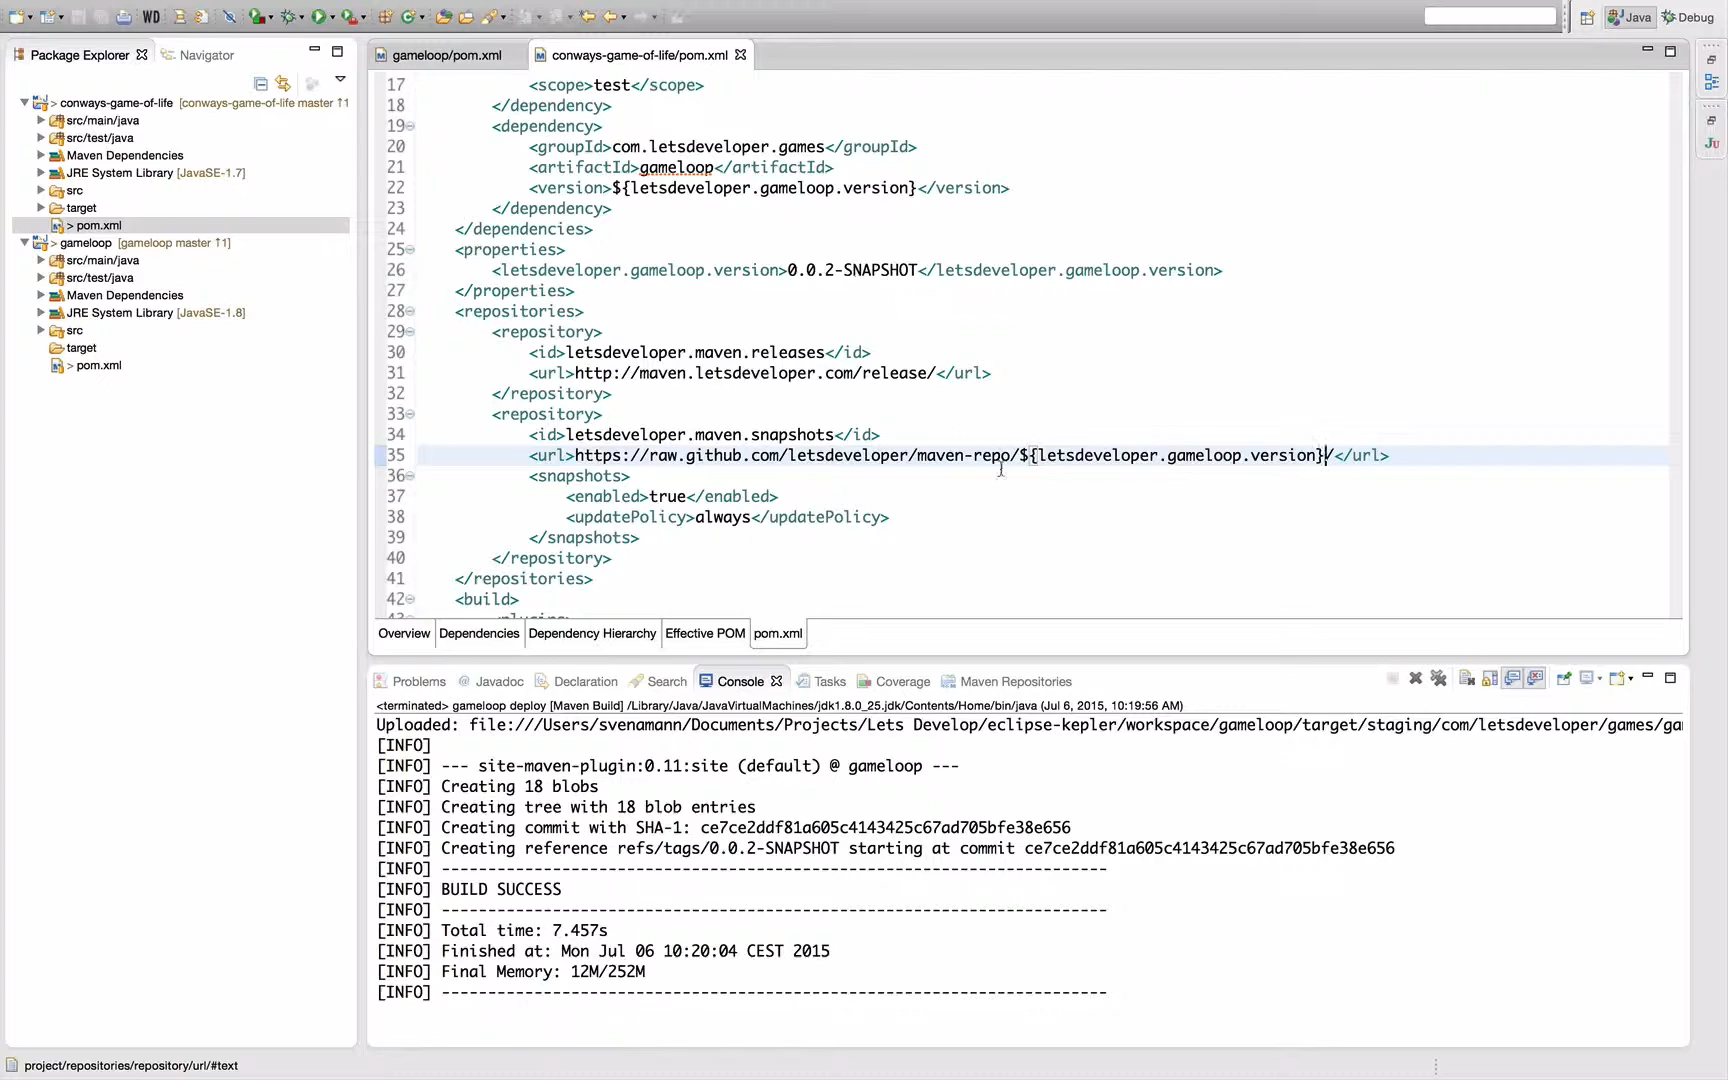 WD
Java
Debug
Package Explorer
Navigator
> conways-game-of-life [conways-game-of-life master ↑1
src/main/java
src/test/java
Maven Dependencies
JRE System Library [JavaSE-1.7]
src
target
> pom.xml
> gameloop [gameloop master ↑1]
src/main/java
src/test/java
Maven Dependencies
JRE System Library [JavaSE-1.8]
src
target
> pom.xml
gameloop/pom.xml
conways-game-of-life/pom.xml
17 <scope>test</scope>
18 </dependency>
19 <dependency>
20 <groupId>com.letsdeveloper.games</groupId>
21 <artifactId>gameloop</artifactId>
22 <version>${letsdeveloper.gameloop.version}</version>
23 </dependency>
24 </dependencies>
25 <properties>
26 <letsdeveloper.gameloop.version>0.0.2-SNAPSHOT</letsdeveloper.gameloop.version>
27 </properties>
28 <repositories>
29 <repository>
30 <id>letsdeveloper.maven.releases</id>
31 <url>http://maven.letsdeveloper.com/release/</url>
32 </repository>
33 <repository>
34 <id>letsdeveloper.maven.snapshots</id>
35 <url>https://raw.github.com/letsdeveloper/maven-repo/${letsdeveloper.gameloop.version}/</url>
36 <snapshots>
37 <enabled>true</enabled>
38 <updatePolicy>always</updatePolicy>
39 </snapshots>
40 </repository>
41 </repositories>
42 <build>
Overview Dependencies Dependency Hierarchy Effective POM pom.xml
Problems @ Javadoc Declaration Search Console Tasks Coverage Maven Repositories
<terminated> gameloop deploy [Maven Build] /Library/Java/JavaVirtualMachines/jdk1.8.0_25.jdk/Contents/Home/bin/java (Jul 6, 2015, 10:19:56 AM)
Uploaded: file:///Users/svenamann/Documents/Projects/Lets Develop/eclipse-kepler/workspace/gameloop/target/staging/com/letsdeveloper/games/ga
[INFO]
[INFO] --- site-maven-plugin:0.11:site (default) @ gameloop ---
[INFO] Creating 18 blobs
[INFO] Creating tree with 18 blob entries
[INFO] Creating commit with SHA-1: ce7ce2ddf81a605c4143425c67ad705bfe38e656
[INFO] Creating reference refs/tags/0.0.2-SNAPSHOT starting at commit ce7ce2ddf81a605c4143425c67ad705bfe38e656
[INFO] ------------------------------------------------------------------------
[INFO] BUILD SUCCESS
[INFO] ------------------------------------------------------------------------
[INFO] Total time: 7.457s
[INFO] Finished at: Mon Jul 06 10:20:04 CEST 2015
[INFO] Final Memory: 12M/252M
[INFO] ------------------------------------------------------------------------
project/repositories/repository/url/#text